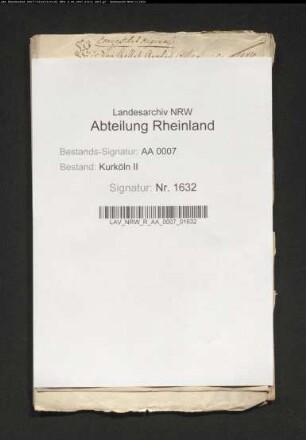 Landesarchiv NRW
Abteilung Rheinland
Bestands-Signatur: AA 0007
Bestand: Kurköln II
Signatur: Nr. 1632
LAV_NRW_R_AA_0007_01632